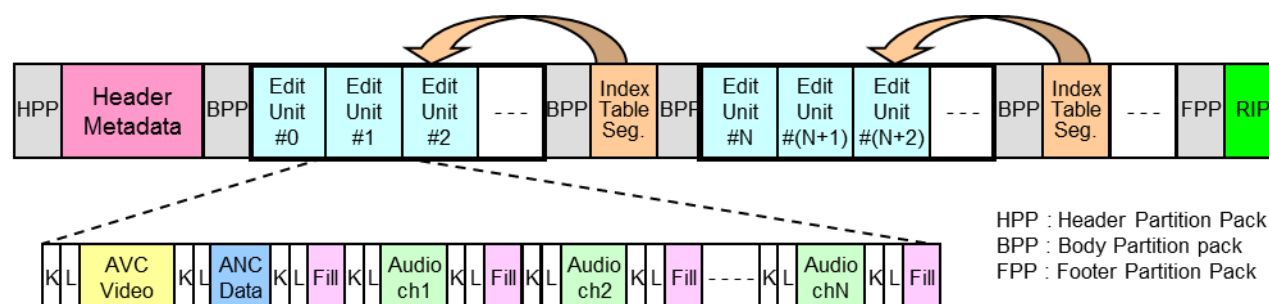 HPP
Header
Metadata
BPP
Edit
Unit
#0
Edit
Unit
#1
Edit
Unit
#2
- - -
BPP
Index
Table
Seg.
BPP
Edit
Unit
#N
Edit
Unit
#(N+1)
Edit
Unit
#(N+2)
- - -
BPP
Index
Table
Seg.
- - -
FPP
RIP
K L AVC
Video
K L ANC
Data
K L Fill
K L Audio
ch1
K L Fill
K L Audio
ch2
K L Fill
- - - -
K L Audio
chN
K L Fill
HPP : Header Partition Pack
BPP : Body Partition pack
FPP : Footer Partition Pack